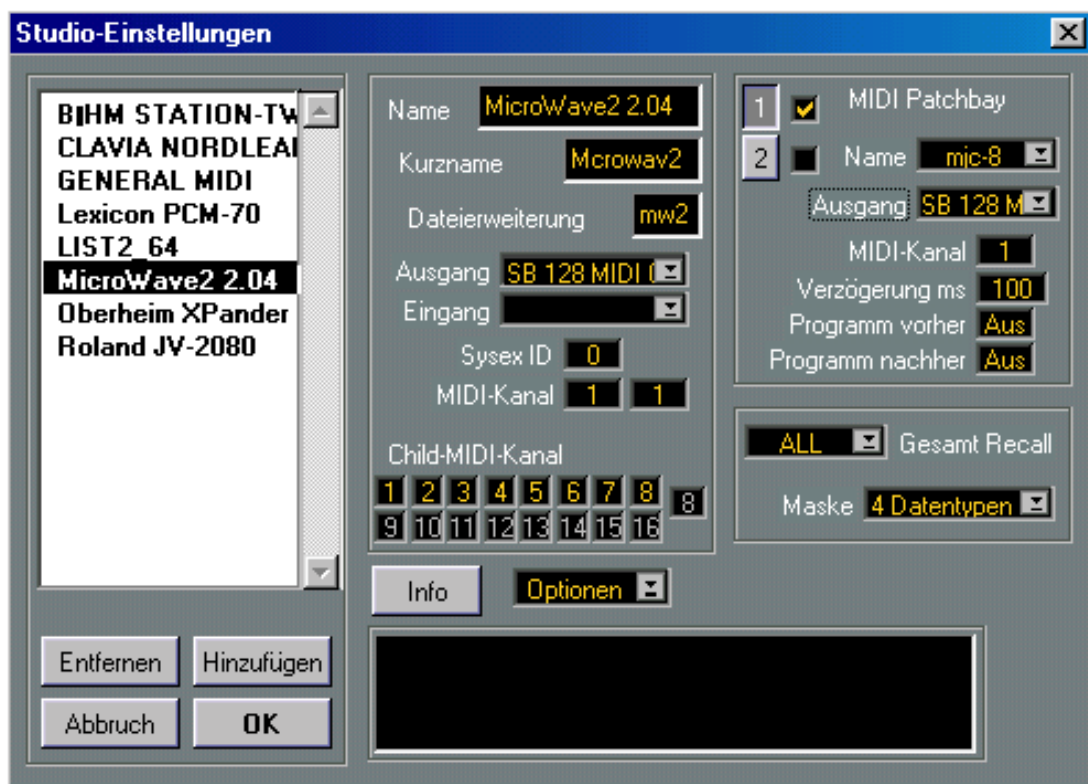 Studio-Einstellungen
BJHM STATION-TW
CLAVIA NORDLEAI
GENERAL MIDI
Lexicon PCM-70
LIST2_64
MicroWave2 2.04
Oberheim XPander
Roland JV-2080
Entfernen
Hinzufügen
Abbruch
OK
Name MicroWave2 2.04
Kurzname Mcrowav2
Dateierweiterung mw2
Ausgang SB 128 MIDI
Eingang
Sysex ID 0
MIDI-Kanal 1 1
Child-MIDI-Kanal
1 2 3 4 5 6 7 8
8
9 10 11 12 13 14 15 16
Info
Optionen
1 MIDI Patchbay
2 Name mjc-8
Ausgang SB 128 M
MIDI-Kanal 1
Verzögerung ms 100
Programm vorher Aus
Programm nachher Aus
ALL Gesamt Recall
Maske 4 Datentypen